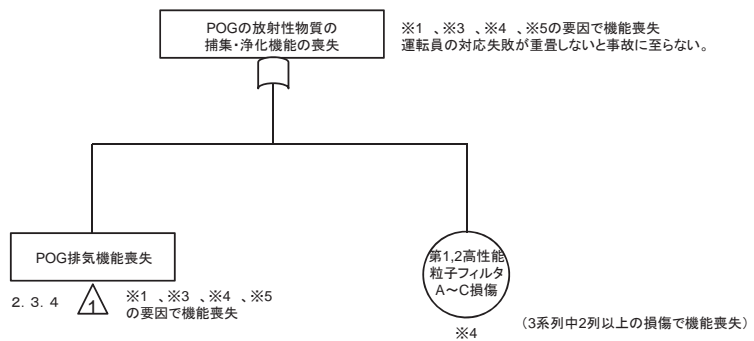 POGの放射性物質の
捕集・浄化機能の喪失
※1 、※3 、※4 、※5の要因で機能喪失
運転員の対応失敗が重畳しないと事故に至らない。
POG排気機能喪失
2. 3. 4
1
※1 、※3 、※4 、※5
の要因で機能喪失
第1,2高性能
粒子フィルタ
A～C損傷
※4
（3系列中2列以上の損傷で機能喪失）